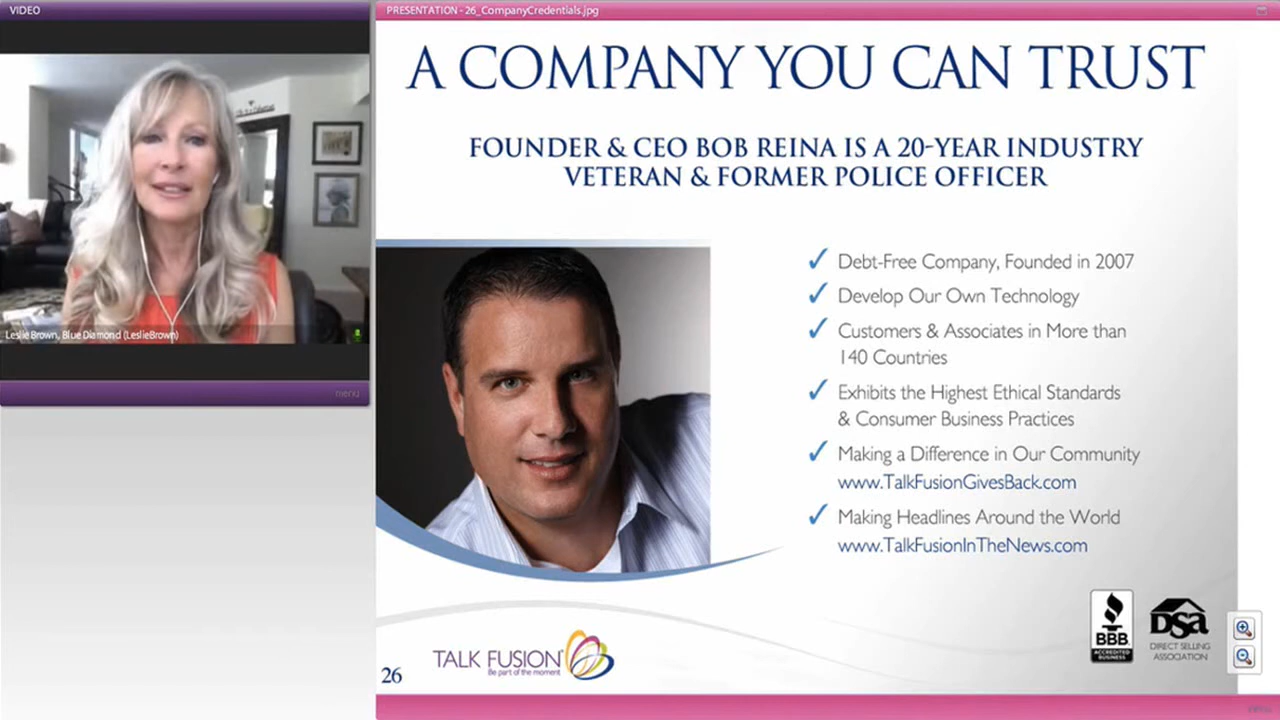 VIDEO
Leslie Brown, Blue Diamond (LeslieBrown)
menu
PRESENTATION - 26_CompanyCredentials.jpg
A COMPANY YOU CAN TRUST
FOUNDER & CEO BOB REINA IS A 20-YEAR INDUSTRY
VETERAN & FORMER POLICE OFFICER
✓ Debt-Free Company, Founded in 2007
✓ Develop Our Own Technology
✓ Customers & Associates in More than
140 Countries
✓ Exhibits the Highest Ethical Standards
& Consumer Business Practices
✓ Making a Difference in Our Community
www.TalkFusionGivesBack.com
✓ Making Headlines Around the World
www.TalkFusionInTheNews.com
26
TALK FUSION
Be part of the moment
BBB
ACCREDITED
BUSINESS
DSA
DIRECT SELLING
ASSOCIATION
menu